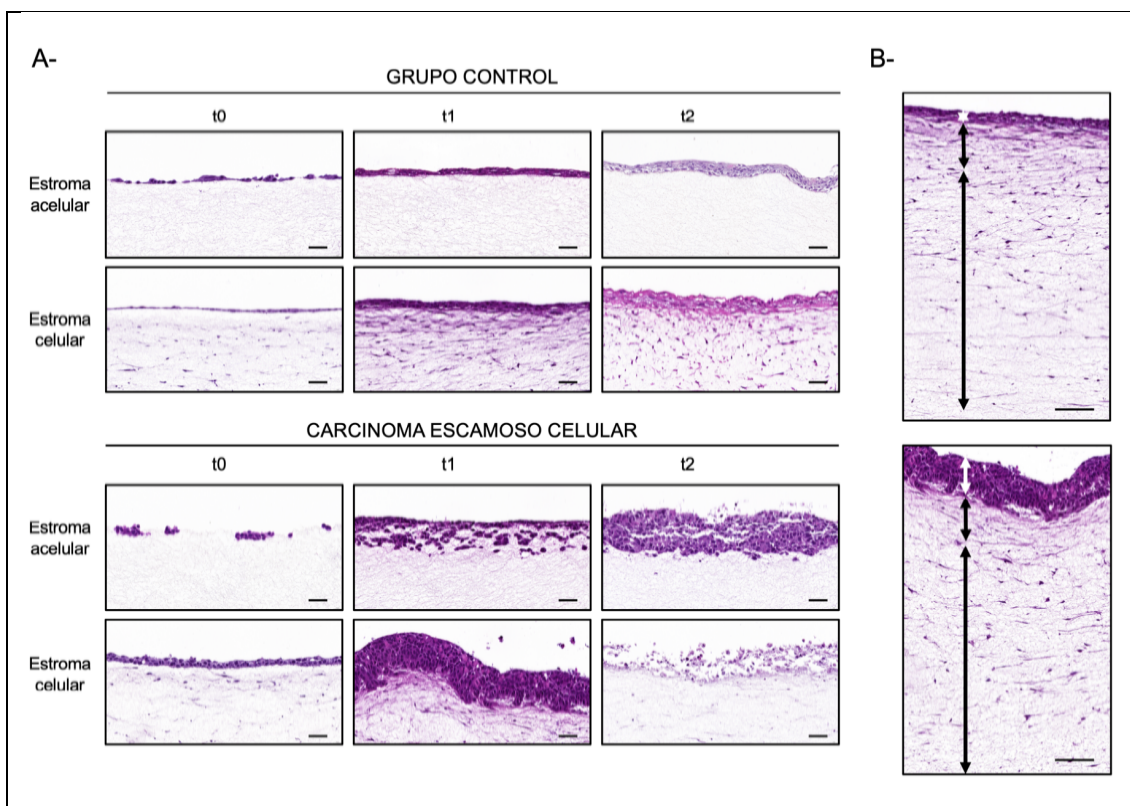 A-
GRUPO CONTROL
t0 t1 t2
Estroma
acelular
Estroma
celular
CARCINOMA ESCAMOSO CELULAR
t0 t1 t2
Estroma
acelular
Estroma
celular
B-